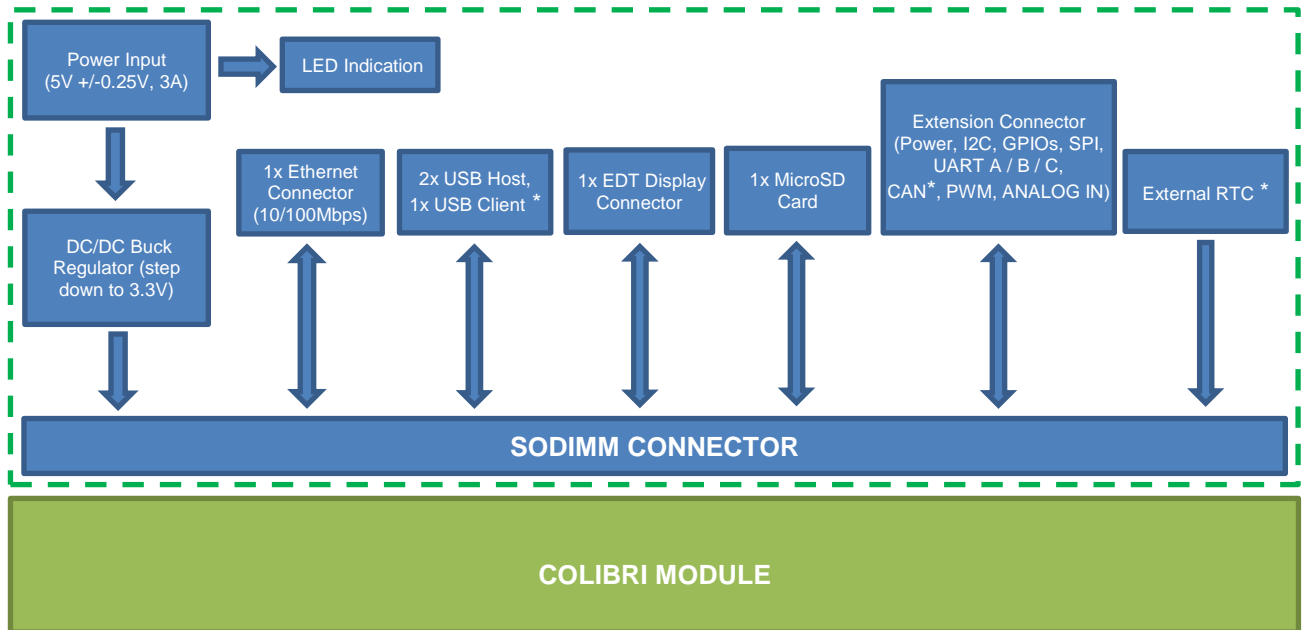 Power Input
(5V +/-0.25V, 3A)
LED Indication
DC/DC Buck
Regulator (step
down to 3.3V)
1x Ethernet
Connector
(10/100Mbps)
2x USB Host,
1x USB Client *
1x EDT Display
Connector
1x MicroSD
Card
Extension Connector
(Power, I2C, GPIOs, SPI,
UART A / B / C,
CAN*, PWM, ANALOG IN)
External RTC *
SODIMM CONNECTOR
COLIBRI MODULE